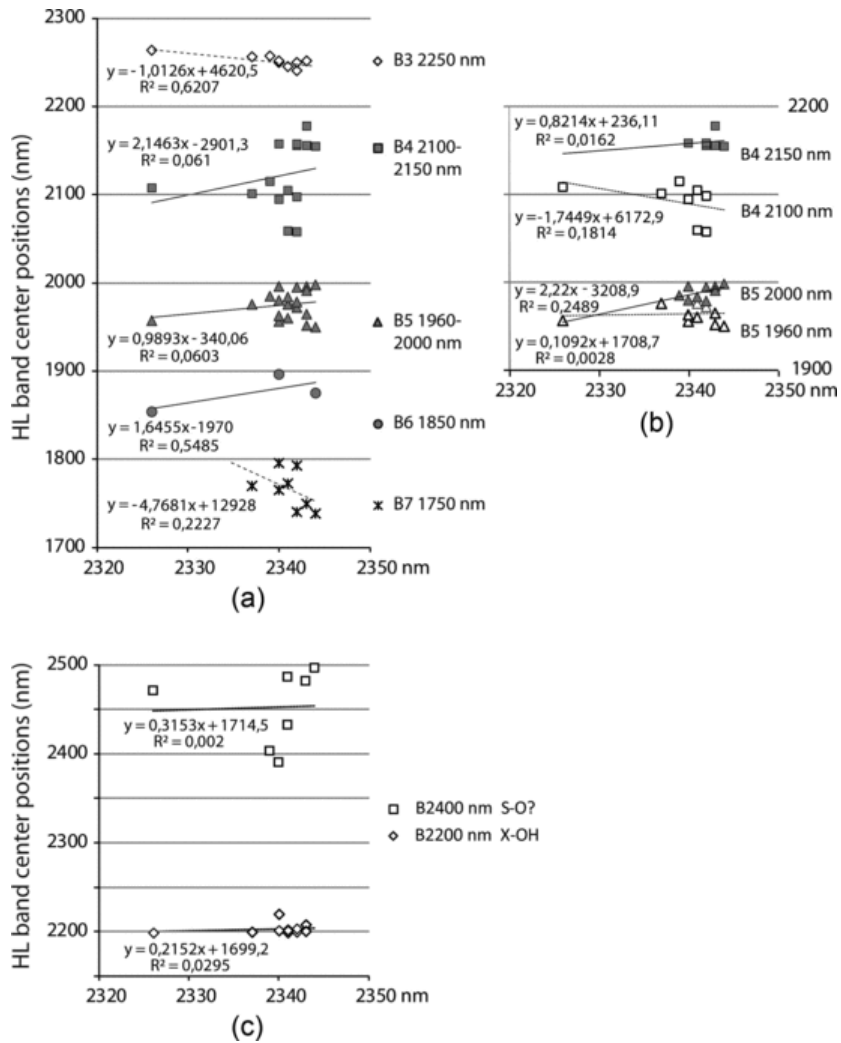 HL band center positions (nm)
2300
2200
2100
2000
1900
1800
1700
y = -1,0126x + 4620,5
R² = 0,6207
2,1463x - 2901,3
R² = 0,061
y = 0,9893x - 340,06
R² = 0,0603
y = 1,6455x - 1970
R² = 0,5485
y = -4,7681x + 12928
R² = 0,2227
B3 2250 nm
B4 2100-
2150-nm
B5 1960-
2000-nm
B6 1850 nm
B7 1750 nm
2320
2330
2340
2350 nm
(a)
2200
y = 0,8214x + 236,11
R² = 0,0162
B4 2150 nm
B4 2100 nm
y = -1,7449x + 6172,9
R² = 0,1814
y = 2,22x - 3208,9
R² = 0,2489
B5 2000 nm
B5 1960 nm
y = 0,1092x + 1708,7
R² = 0,0028
1900
2320
2330
2340
2350
(b)
HL band center positions (nm)
2500
2400
2300
2200
y = 0,3153x + 1714,5
R² = 0,002
y = 0,2152x + 1699,2
R² = 0,0295
B2400 nm S-O?
B2200 nm X-OH
2320
2330
2340
2350 nm
(c)